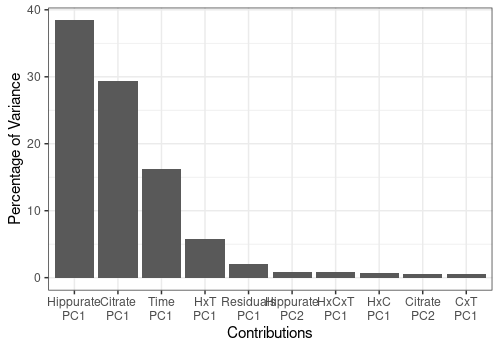 40
30
20
10
0
Percentage of Variance
Hippurate Citrate Time HxT Residuals Hippurate HxCxT HxC Citrate CxT
PC1 PC1 PC1 PC1 PC1 PC2 PC1 PC1 PC2 PC1
Contributions